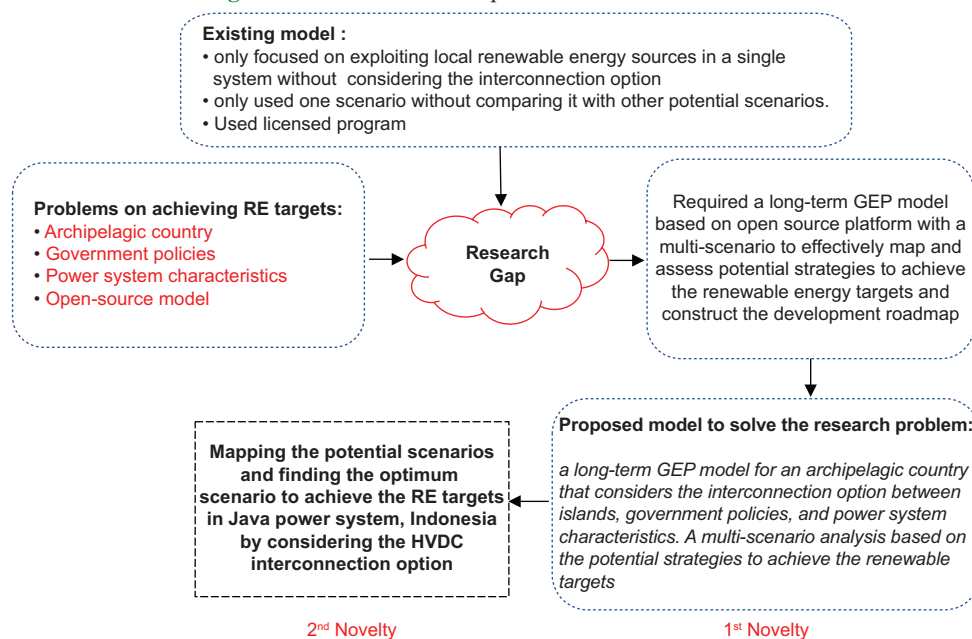 Existing model :
• only focused on exploiting local renewable energy sources in a single
system without considering the interconnection option
• only used one scenario without comparing it with other potential scenarios.
• Used licensed program
Problems on achieving RE targets:
• Archipelagic country
• Government policies
• Power system characteristics
• Open-source model
Research
Gap
Required a long-term GEP model
based on open source platform with a
multi-scenario to effectively map and
assess potential strategies to achieve
the renewable energy targets and
construct the development roadmap
Proposed model to solve the research problem:
a long-term GEP model for an archipelagic country
that considers the interconnection option between
islands, government policies, and power system
characteristics. A multi-scenario analysis based on
the potential strategies to achieve the renewable
targets
Mapping the potential scenarios
and finding the optimum
scenario to achieve the RE targets
in Java power system, Indonesia
by considering the HVDC
interconnection option
2nd Novelty
1st Novelty